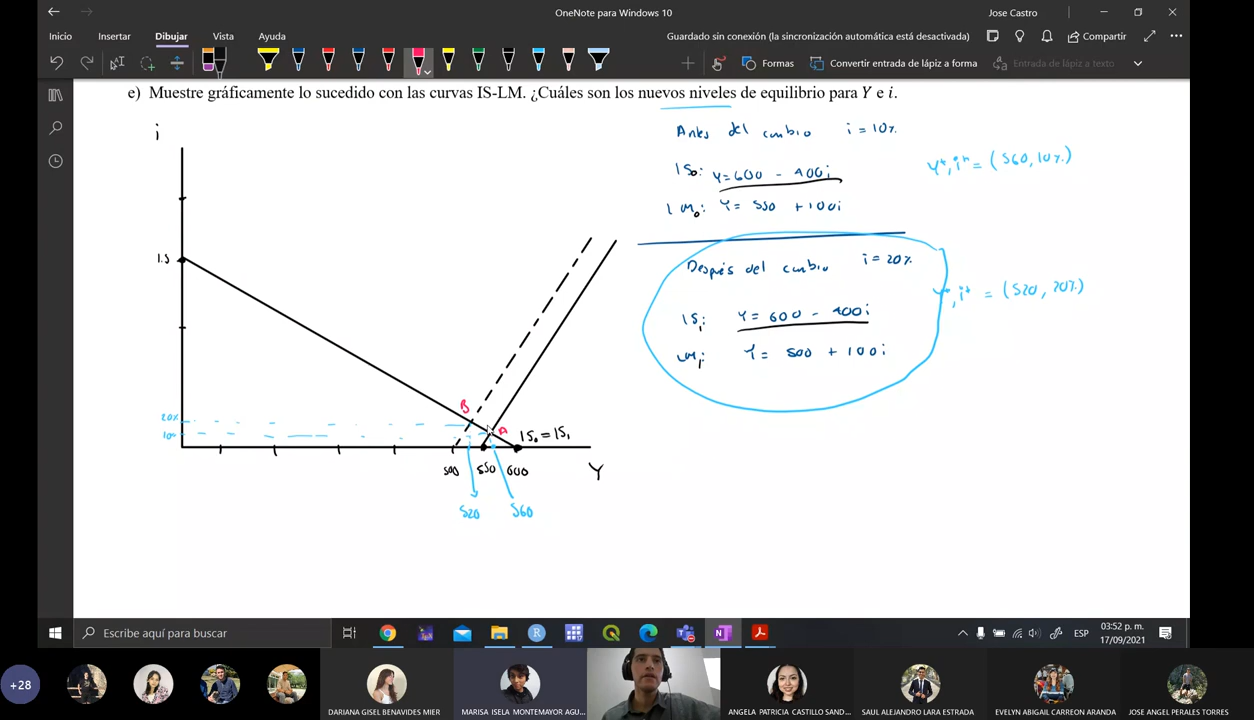 OneNote para Windows 10
Jose Castro
Inicio
Insertar
Dibujar
Vista
Ayuda
Guardado sin conexión (la sincronización automática está desactivada)
Compartir
Formas
Convertir entrada de lápiz a forma
Entrada de lápiz a texto
e) Muestre gráficamente lo sucedido con las curvas IS-LM. ¿Cuáles son los nuevos niveles de equilibrio para Y e i.
i
Antes del cambio i = 10%
IS₀: Y = 600 - 400i
LM₀: Y = 550 + 100i
Y*, i* = (560, 10%)
Después del cambio i = 20%
IS₁: Y = 600 - 400i
LM₁: Y = 500 + 100i
Y*, i* = (520, 20%)
1.5
B
A
20%
10%
IS₀ = IS₁
500
550
600
Y
520
560
Escribe aquí para buscar
ESP
03:52 p. m.
17/09/2021
+28
DARIANA GISEL BENAVIDES MIER
MARISA ISELA MONTEMAYOR AGU...
ANGELA PATRICIA CASTILLO SAND...
SAUL ALEJANDRO LARA ESTRADA
EVELYN ABIGAIL CARREON ARANDA
JOSE ANGEL PERALES TORRES